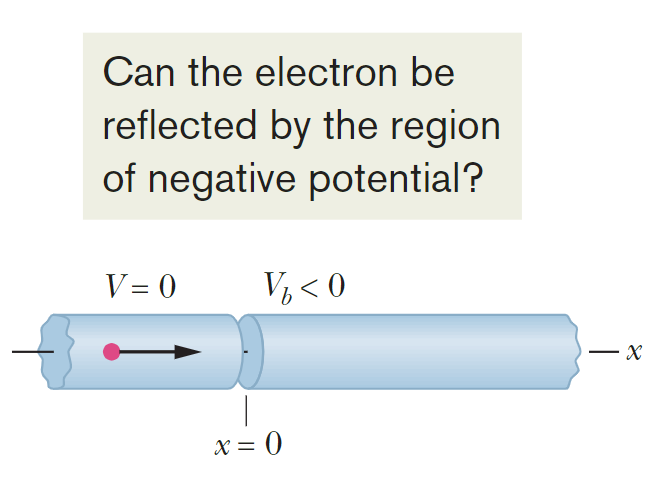 Can the electron be
reflected by the region
of negative potential?
V = 0
V_b < 0
x
x = 0